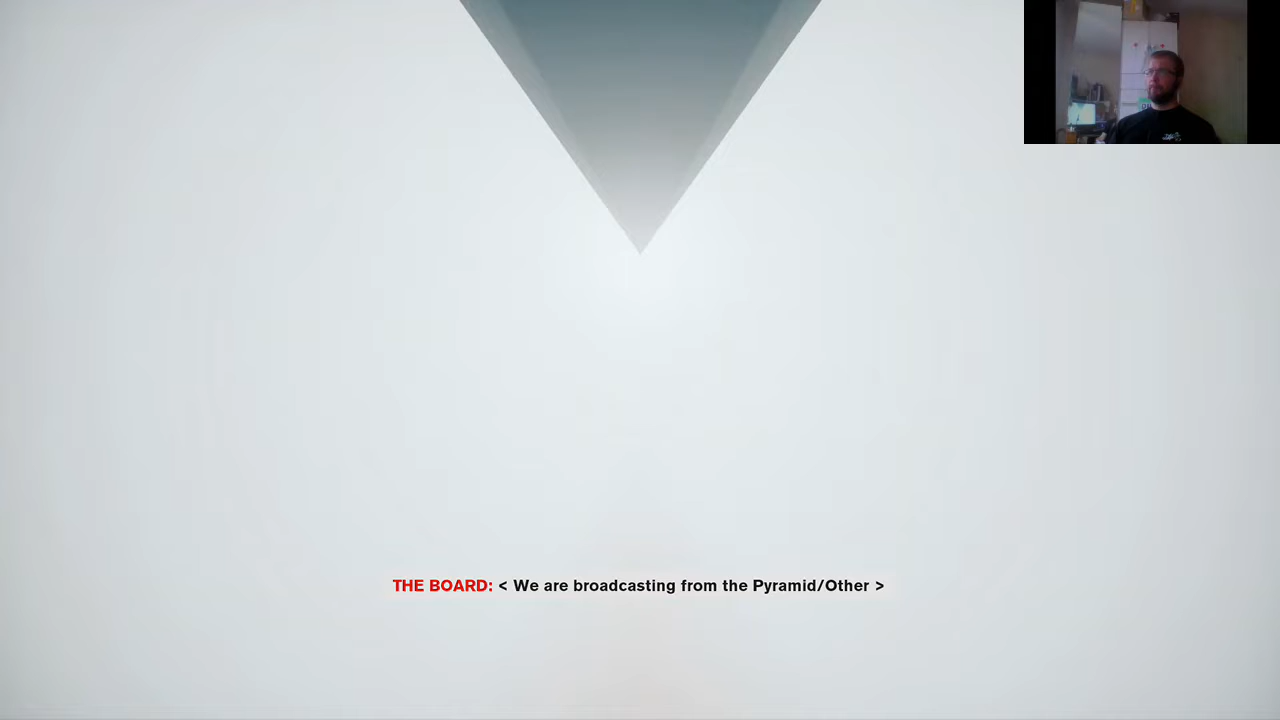 THE BOARD: < We are broadcasting from the Pyramid/Other >